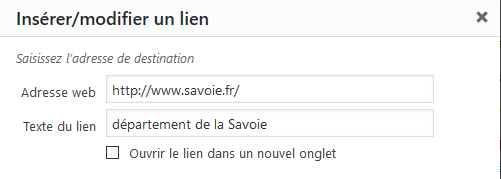 Insérer/modifier un lien
Saisissez l'adresse de destination
Adresse web http://www.savoie.fr/
Texte du lien département de la Savoie
Ouvrir le lien dans un nouvel onglet